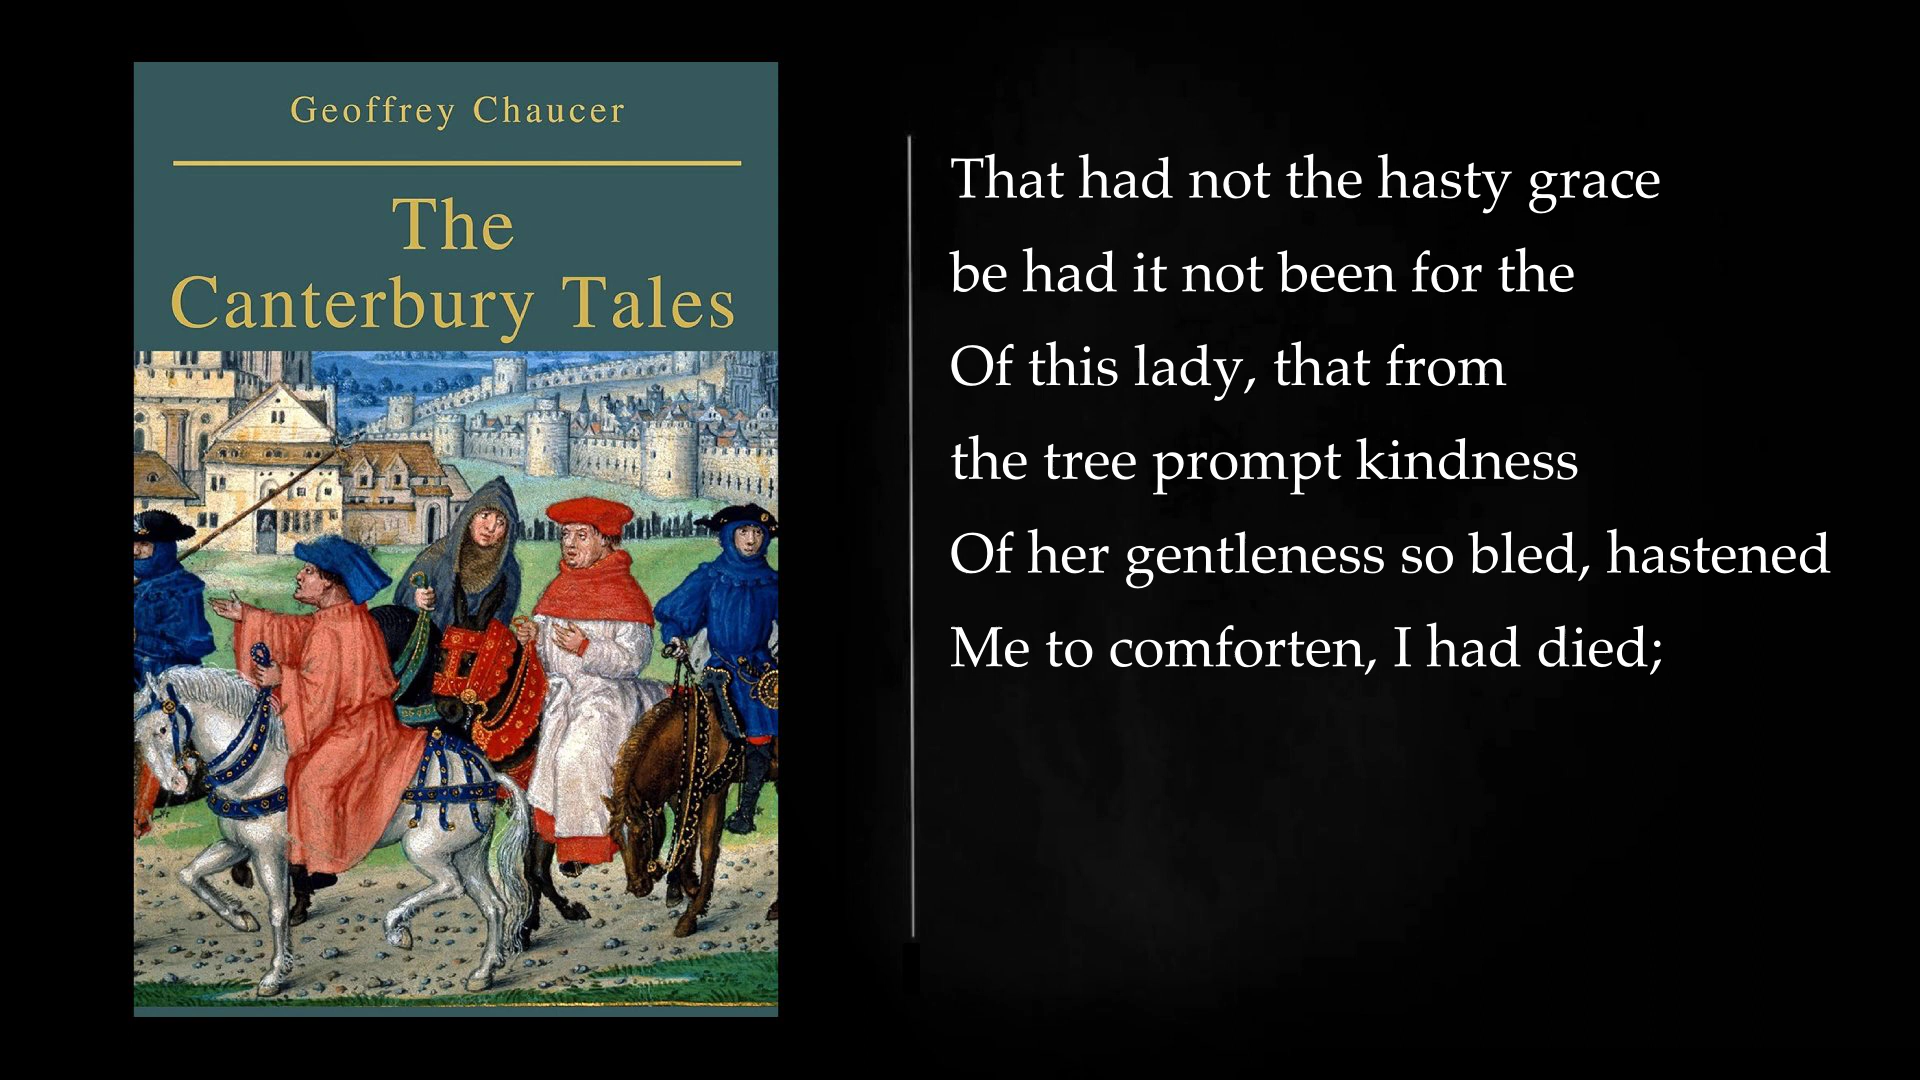 Geoffrey Chaucer
The
Canterbury Tales
That had not the hasty grace
be had it not been for the
Of this lady, that from
the tree prompt kindness
Of her gentleness so bled, hastened
Me to comforten, I had died;